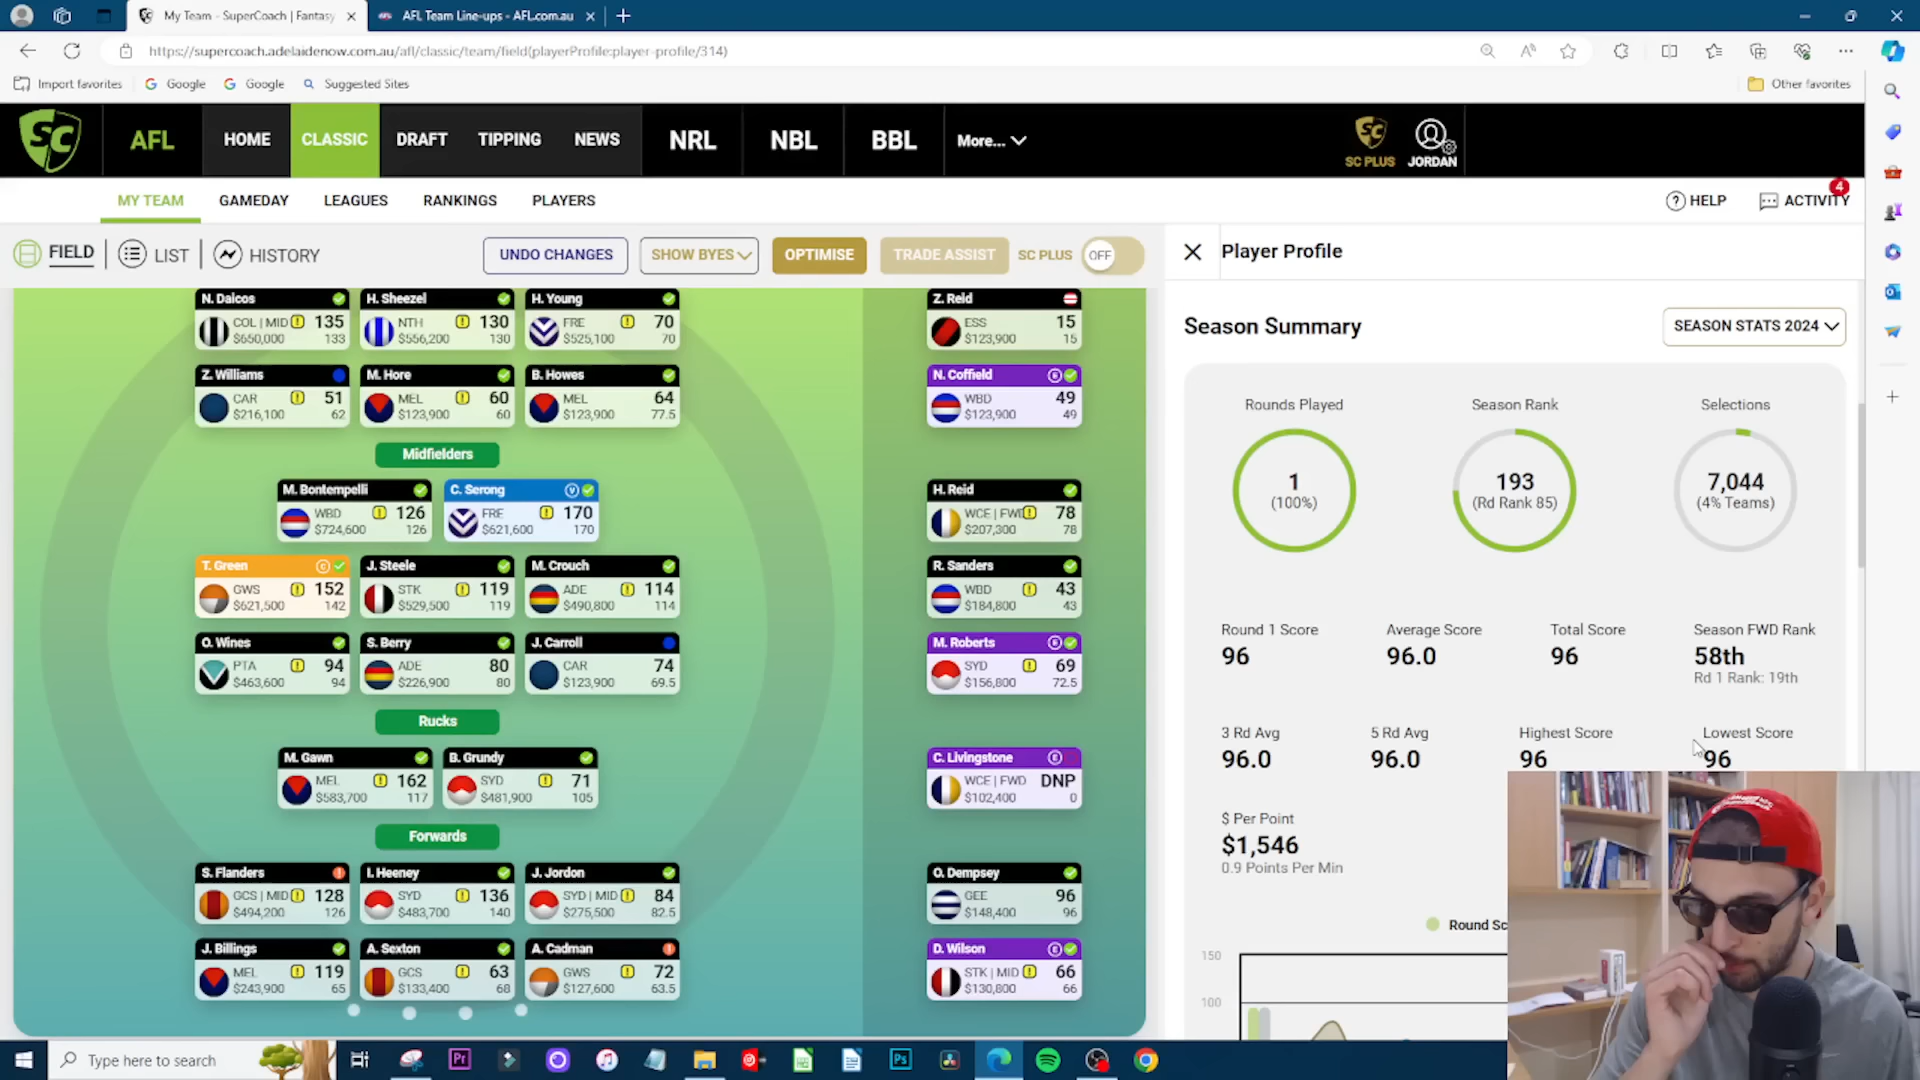 My Team - SuperCoach | Fantasy
AFL Team Line-ups - AFL.com.au
https://supercoach.adelaidenow.com.au/afl/classic/team/field(playerProfile:player-profile/314)
Import favorites
Google
Google
Suggested Sites
Other favorites
SC
AFL
HOME
CLASSIC
DRAFT
TIPPING
NEWS
NRL
NBL
BBL
More...
SC
SC PLUS
JORDAN
MY TEAM
GAMEDAY
LEAGUES
RANKINGS
PLAYERS
HELP
ACTIVITY
4
FIELD
LIST
HISTORY
UNDO CHANGES
SHOW BYES
OPTIMISE
TRADE ASSIST
SC PLUS
OFF
Player Profile
N. Daicos
COL | MID 135
$650,000 133
H. Sheezel
NTH 130
$556,200 130
H. Young
FRE 70
$525,100 70
Z. Reid
ESS 15
$123,900 15
Z. Williams
CAR 51
$216,100 62
M. Hore
MEL 60
$123,900 60
B. Howes
MEL 64
$123,900 77.5
N. Coffield E
WBD 49
$123,900 49
Midfielders
M. Bontempelli
WBD 126
$724,600 126
C. Serong V
FRE 170
$621,600 170
H. Reid
WCE | FWD 78
$207,300 78
T. Green C
GWS 152
$621,500 142
J. Steele
STK 119
$529,500 119
M. Crouch
ADE 114
$490,800 114
R. Sanders
WBD 43
$184,800 43
O. Wines
PTA 94
$463,600 94
S. Berry
ADE 80
$226,900 80
J. Carroll
CAR 74
$123,900 69.5
M. Roberts E
SYD 69
$156,800 72.5
Rucks
M. Gawn
MEL 162
$583,700 117
B. Grundy
SYD 71
$481,900 105
C. Livingstone E
WCE | FWD DNP
$102,400 0
Forwards
S. Flanders
GCS | MID 128
$494,200 126
I. Heeney
SYD 136
$483,700 140
J. Jordon
SYD | MID 84
$275,500 82.5
O. Dempsey
GEE 96
$148,400 96
J. Billings
MEL 119
$243,900 65
A. Sexton
GCS 63
$133,400 68
A. Cadman
GWS 72
$127,600 63.5
D. Wilson E
STK | MID 66
$130,800 66
Season Summary
SEASON STATS 2024
Rounds Played
1
(100%)
Season Rank
193
(Rd Rank 85)
Selections
7,044
(4% Teams)
Round 1 Score
96
Average Score
96.0
Total Score
96
Season FWD Rank
58th
Rd 1 Rank: 19th
3 Rd Avg
96.0
5 Rd Avg
96.0
Highest Score
96
Lowest Score
96
$ Per Point
$1,546
0.9 Points Per Min
Round Sc
150
100
Type here to search
Pr
Ps